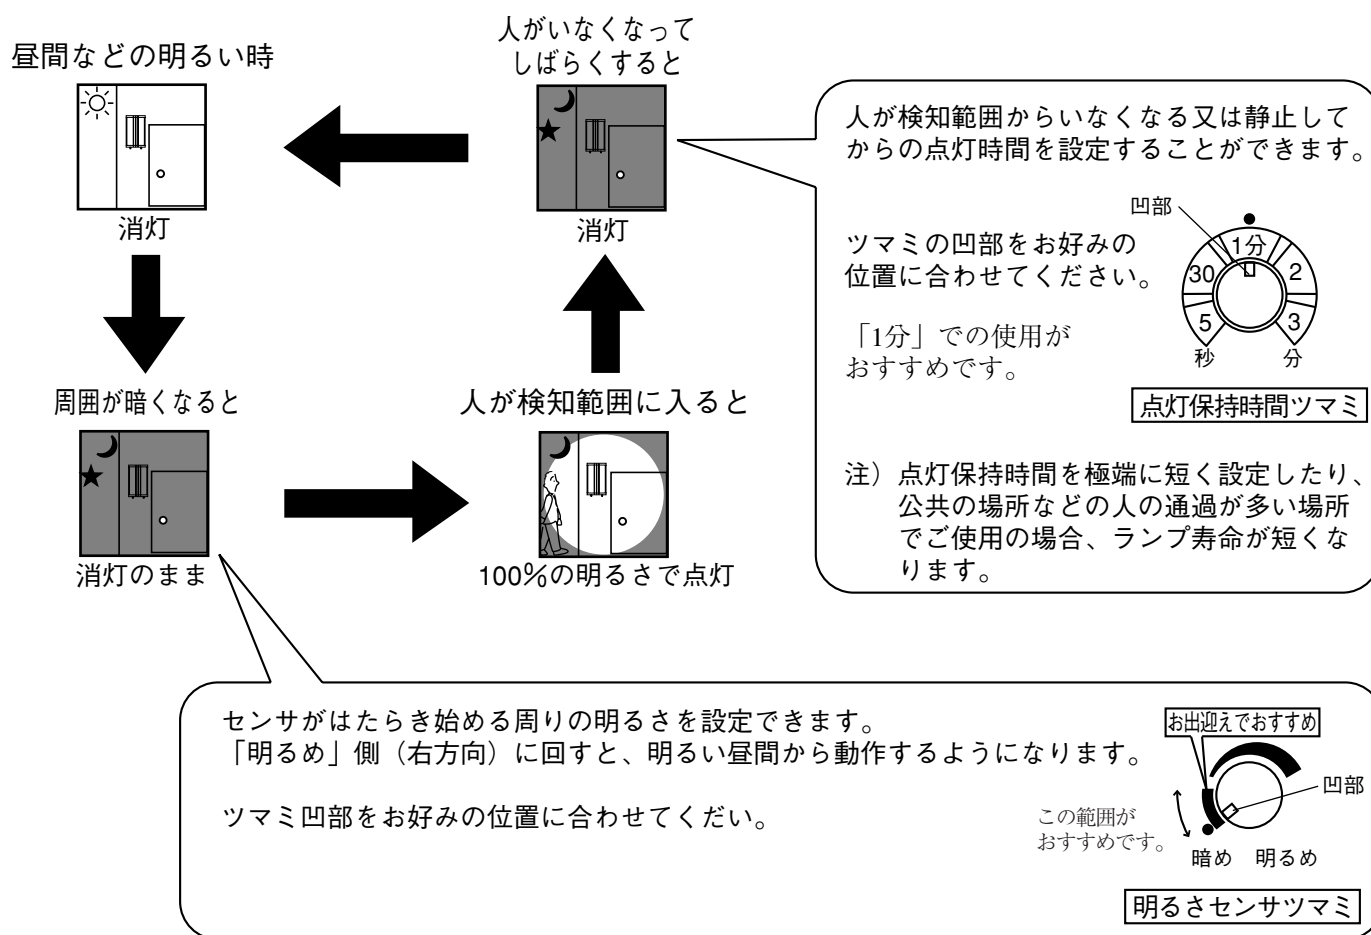 昼間などの明るい時
消灯
人がいなくなって
しばらくすると
消灯
周囲が暗くなると
消灯のまま
人が検知範囲に入ると
100%の明るさで点灯
人が検知範囲からいなくなる又は静止して
からの点灯時間を設定することができます。
ツマミの凹部をお好みの
位置に合わせてください。
「1分」での使用が
おすすめです。
凹部
1分
30
2
5
3
秒
分
点灯保持時間ツマミ
注）点灯保持時間を極端に短く設定したり、
公共の場所などの人の通過が多い場所
でご使用の場合、ランプ寿命が短くな
ります。
センサがはたらき始める周りの明るさを設定できます。
「明るめ」側（右方向）に回すと、明るい昼間から動作するようになります。
ツマミ凹部をお好みの位置に合わせてくだい。
お出迎えでおすすめ
凹部
この範囲が
おすすめです。
暗め 明るめ
明るさセンサツマミ